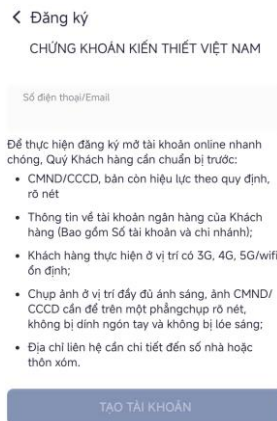 Đăng ký
CHỨNG KHOÁN KIẾN THIẾT VIỆT NAM
Số điện thoại/Email
Để thực hiện đăng ký mở tài khoản online nhanh
chóng, Quý Khách hàng cần chuẩn bị trước:
• CMND/CCCD, bản còn hiệu lực theo quy định,
rõ nét
• Thông tin về tài khoản ngân hàng của Khách
hàng (Bao gồm Số tài khoản và chi nhánh);
• Khách hàng thực hiện ở vị trí có 3G, 4G, 5G/wifi
ổn định;
• Chụp ảnh ở vị trí đầy đủ ánh sáng, ảnh CMND/
CCCD cần để trên một phẳngchụp rõ nét,
không bị dính ngón tay và không bị lóe sáng;
• Địa chỉ liên hệ cần chi tiết đến số nhà hoặc
thôn xóm.
TẠO TÀI KHOẢN